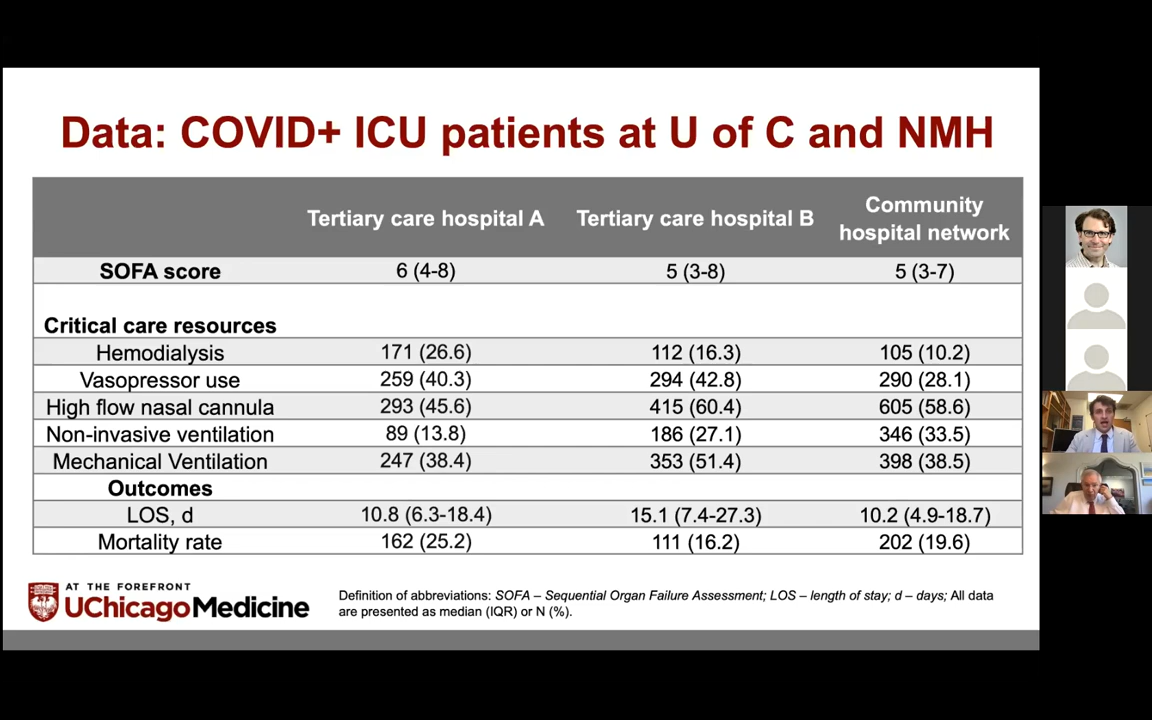 Data: COVID+ ICU patients at U of C and NMH
Tertiary care hospital A Tertiary care hospital B Community hospital network
SOFA score 6 (4-8) 5 (3-8) 5 (3-7)
Critical care resources
Hemodialysis 171 (26.6) 112 (16.3) 105 (10.2)
Vasopressor use 259 (40.3) 294 (42.8) 290 (28.1)
High flow nasal cannula 293 (45.6) 415 (60.4) 605 (58.6)
Non-invasive ventilation 89 (13.8) 186 (27.1) 346 (33.5)
Mechanical Ventilation 247 (38.4) 353 (51.4) 398 (38.5)
Outcomes
LOS, d 10.8 (6.3-18.4) 15.1 (7.4-27.3) 10.2 (4.9-18.7)
Mortality rate 162 (25.2) 111 (16.2) 202 (19.6)
AT THE FOREFRONT
UChicago Medicine
Definition of abbreviations: SOFA – Sequential Organ Failure Assessment; LOS – length of stay; d – days; All data
are presented as median (IQR) or N (%).